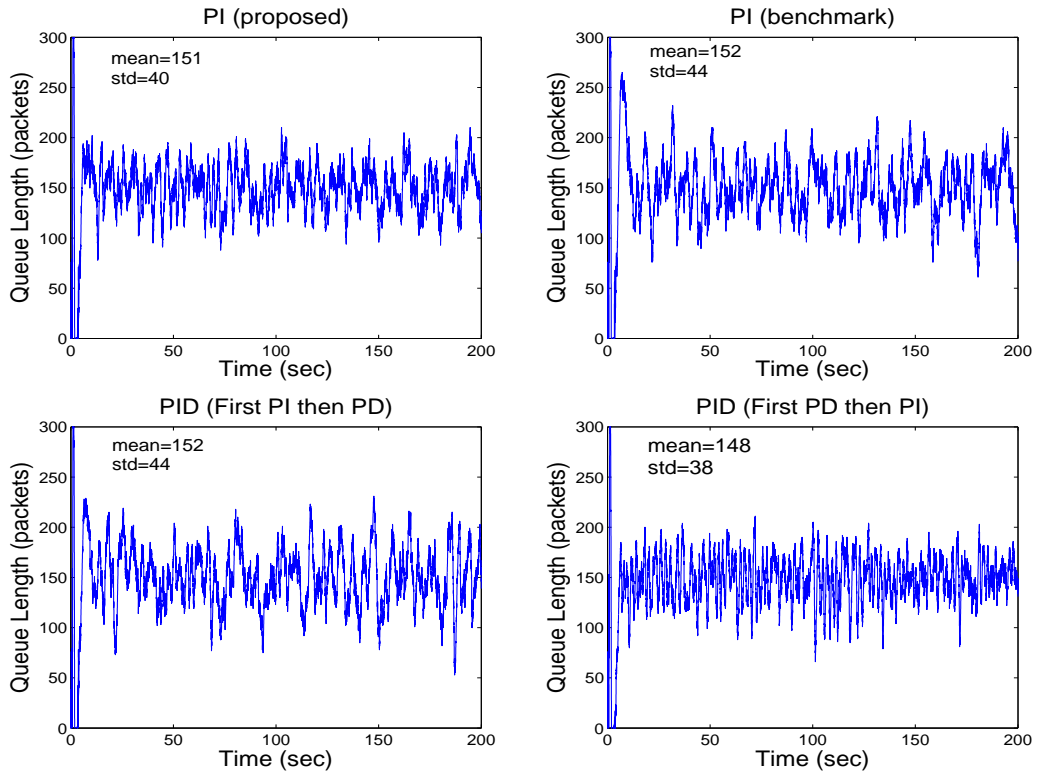 PI (proposed)
mean=151
std=40
300
250
200
150
100
50
0
Queue Length (packets)
0
50
100
150
200
Time (sec)
PI (benchmark)
mean=152
std=44
300
250
200
150
100
50
0
Queue Length (packets)
0
50
100
150
200
Time (sec)
PID (First PI then PD)
mean=152
std=44
300
250
200
150
100
50
0
Queue Length (packets)
0
50
100
150
200
Time (sec)
PID (First PD then PI)
mean=148
std=38
300
250
200
150
100
50
0
Queue Length (packets)
0
50
100
150
200
Time (sec)